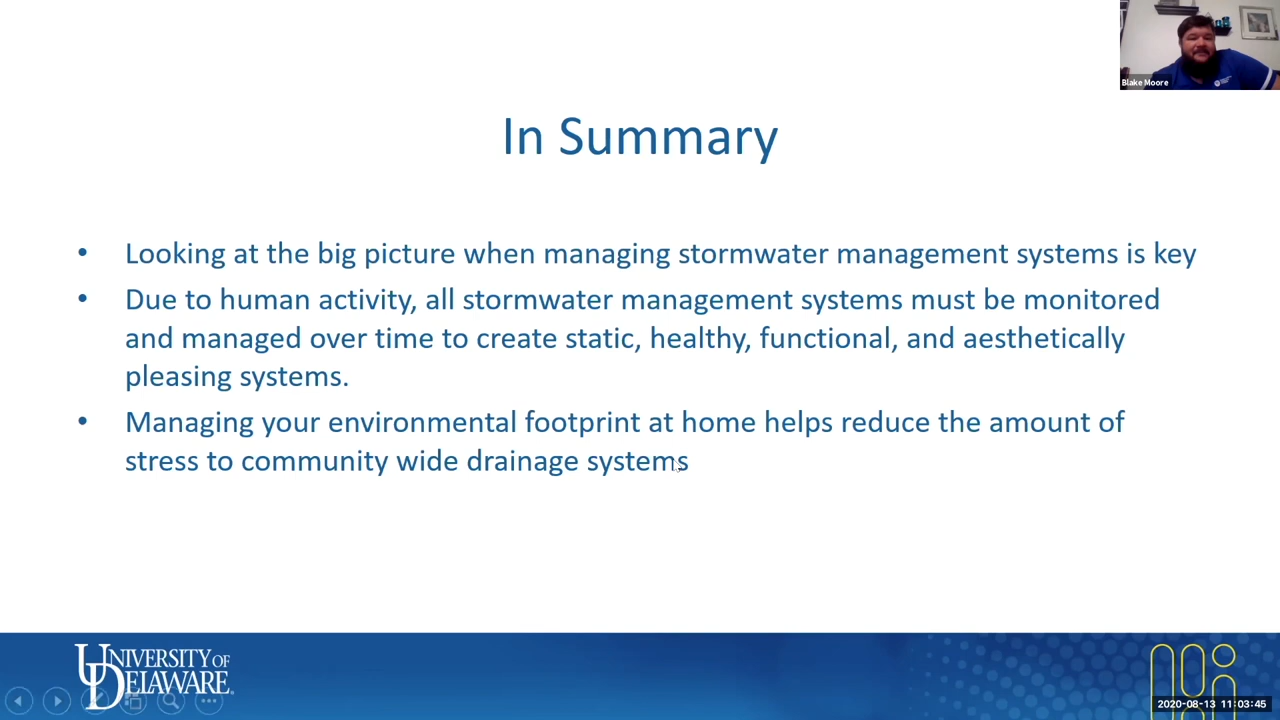 Blake Moore
In Summary
• Looking at the big picture when managing stormwater management systems is key
• Due to human activity, all stormwater management systems must be monitored
and managed over time to create static, healthy, functional, and aesthetically
pleasing systems.
• Managing your environmental footprint at home helps reduce the amount of
stress to community wide drainage systems
UNIVERSITY OF
DELAWARE
2020-08-13 11:03:45